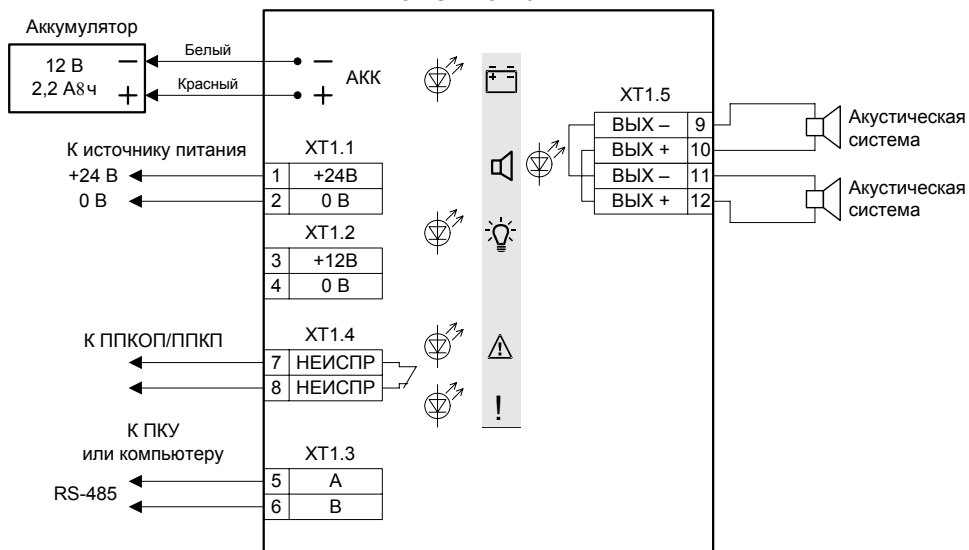 Аккумулятор
12 В
2,2 А8ч
−
+
Белый
Красный
−
+
АКК
К источнику питания
+24 В
0 В
XT1.1
1 +24В
2 0 В
XT1.2
3 +12В
4 0 В
К ППКОП/ППКП
XT1.4
7 НЕИСПР
8 НЕИСПР
К ПКУ
или компьютеру
RS-485
XT1.3
5 A
6 B
!
XT1.5
ВЫХ – 9
ВЫХ + 10
ВЫХ – 11
ВЫХ + 12
Акустическая
система
Акустическая
система